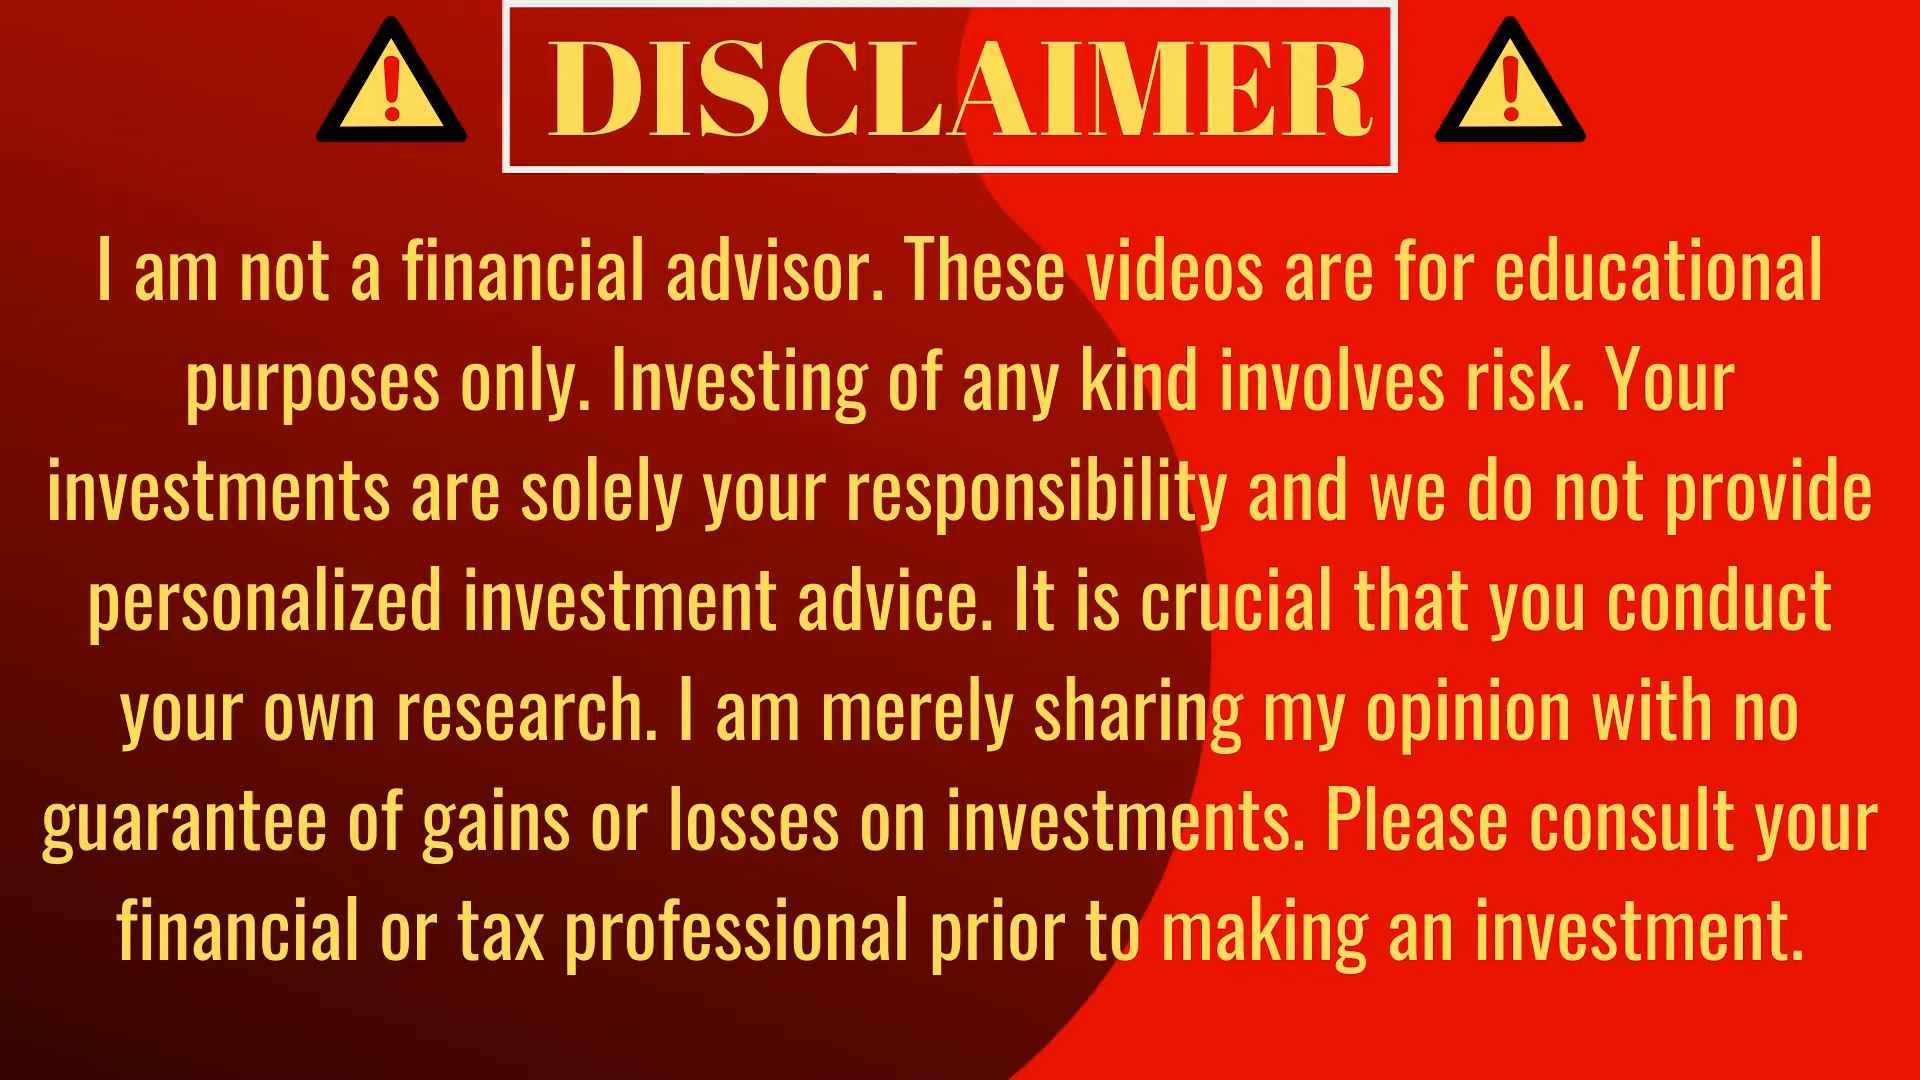 DISCLAIMER
I am not a financial advisor. These videos are for educational
purposes only. Investing of any kind involves risk. Your
investments are solely your responsibility and we do not provide
personalized investment advice. It is crucial that you conduct
your own research. I am merely sharing my opinion with no
guarantee of gains or losses on investments. Please consult your
financial or tax professional prior to making an investment.